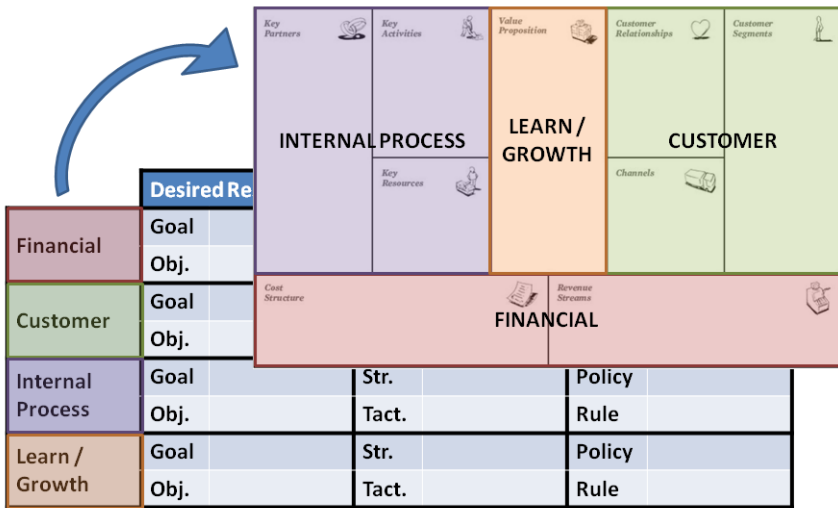 Key
Partners
Key
Activities
Value
Proposition
Customer
Relationships
Customer
Segments
INTERNAL PROCESS
LEARN /
GROWTH
CUSTOMER
Key
Resources
Channels
Cost
Structure
Revenue
Streams
FINANCIAL
Desired Re
Financial
Goal
Obj.
Customer
Goal
Obj.
Internal
Process
Goal Str. Policy
Obj. Tact. Rule
Learn /
Growth
Goal Str. Policy
Obj. Tact. Rule